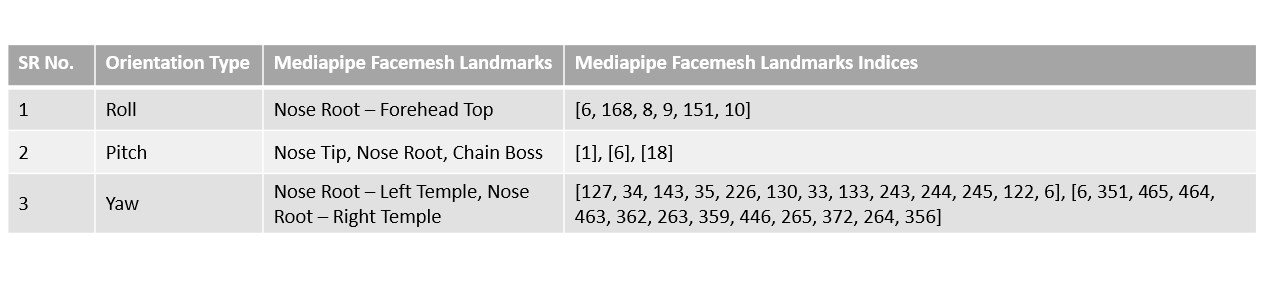 SR No. Orientation Type Mediapipe Facemesh Landmarks Mediapipe Facemesh Landmarks Indices
1 Roll Nose Root – Forehead Top [6, 168, 8, 9, 151, 10]
2 Pitch Nose Tip, Nose Root, Chain Boss [1], [6], [18]
3 Yaw Nose Root – Left Temple, Nose
Root – Right Temple
[127, 34, 143, 35, 226, 130, 33, 133, 243, 244, 245, 122, 6], [6, 351, 465, 464,
463, 362, 263, 359, 446, 265, 372, 264, 356]